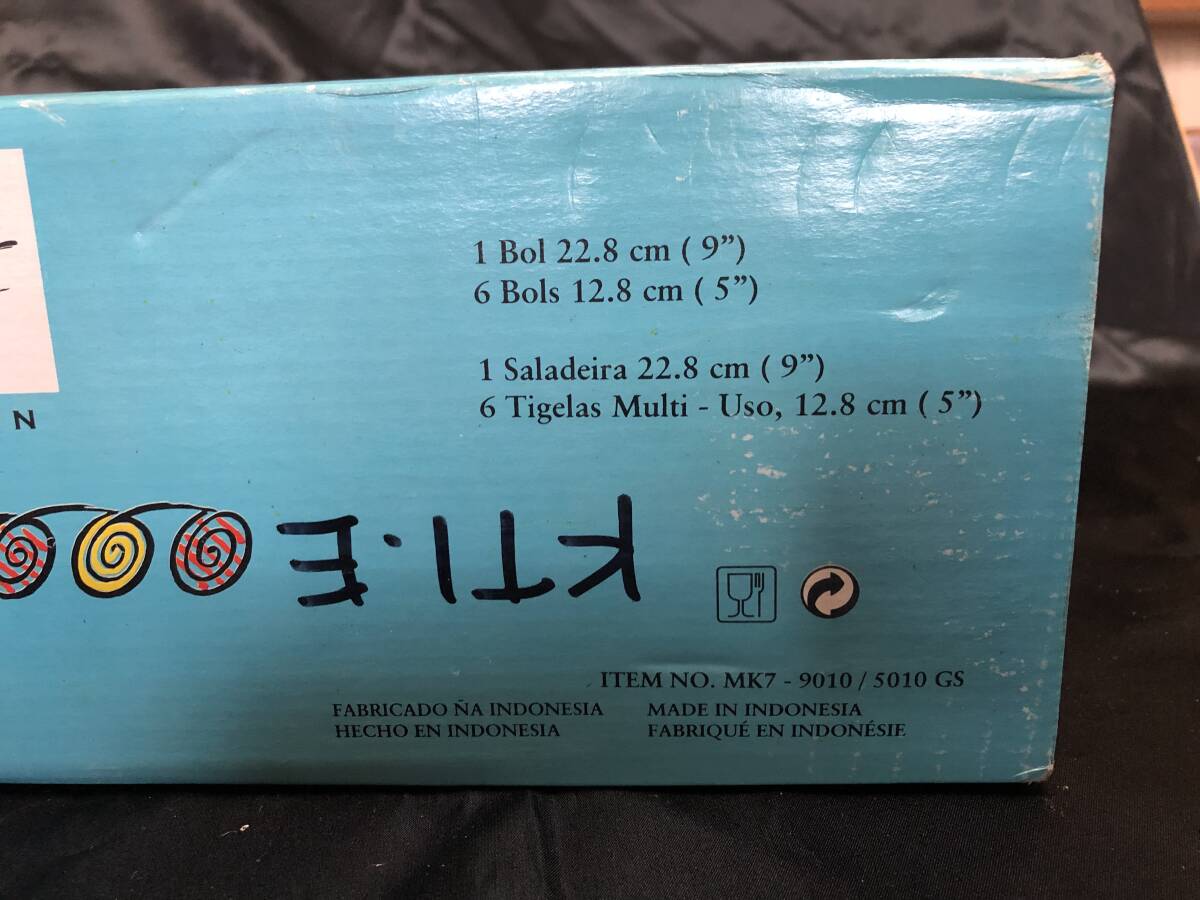 1 Bol 22.8 cm ( 9”)
6 Bols 12.8 cm ( 5”)
1 Saladeira 22.8 cm ( 9”)
6 Tigelas Multi - Uso, 12.8 cm ( 5”)
N
KTI·E
ITEM NO. MK7 - 9010 / 5010 GS
FABRICADO ÑA INDONESIA
HECHO EN INDONESIA
MADE IN INDONESIA
FABRIQUÉ EN INDONÉSIE